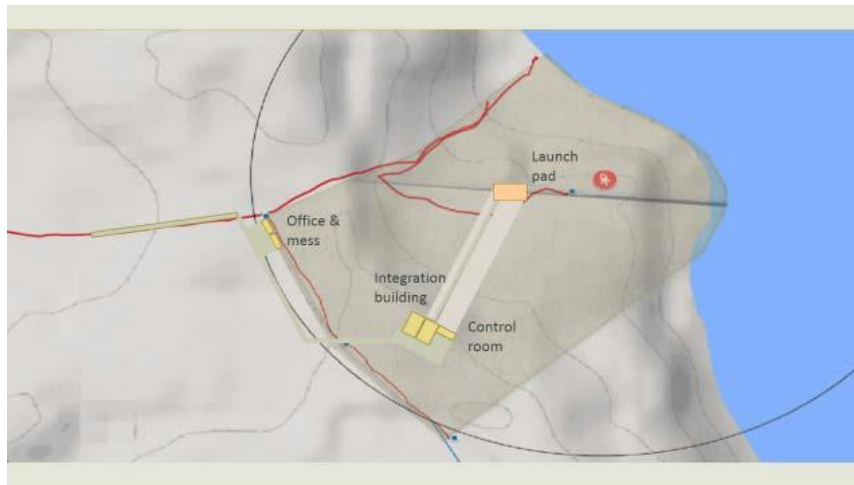 Launch
pad
Office &
mess
Integration
building
Control
room